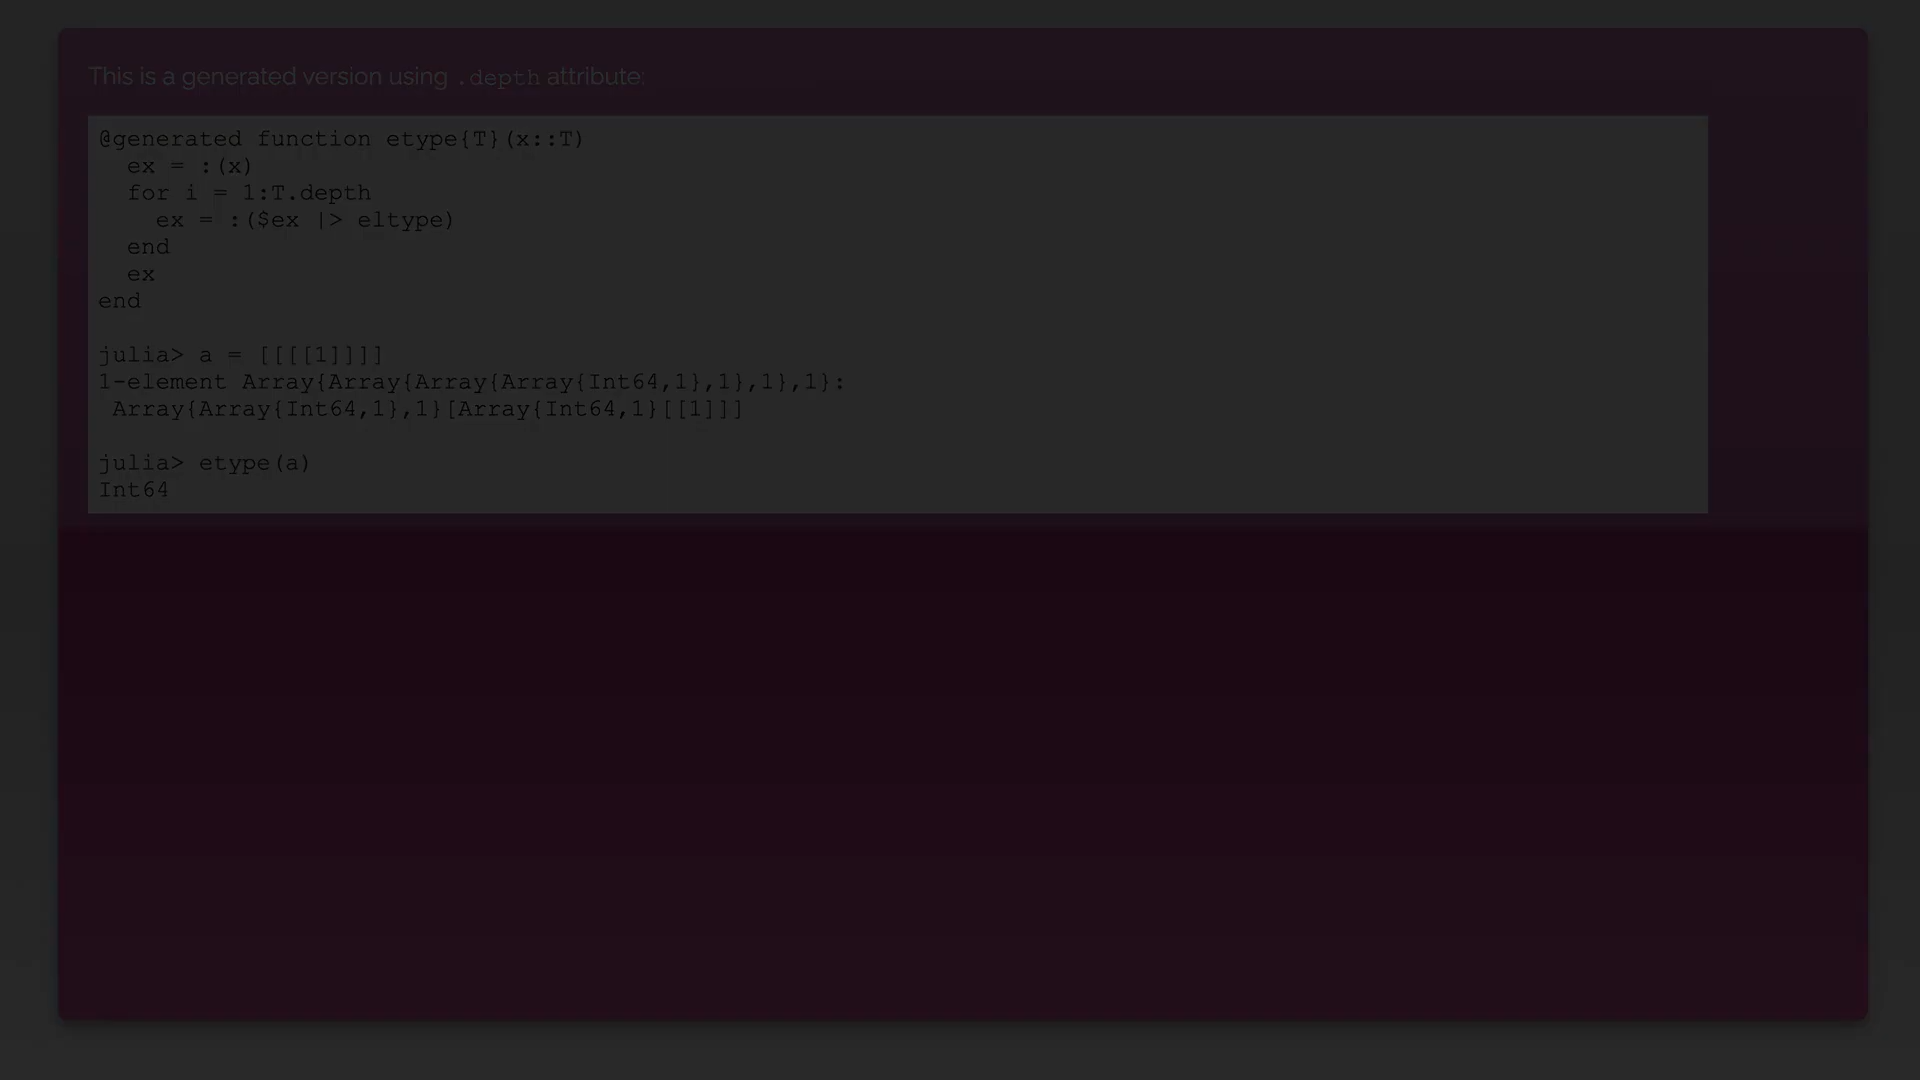 This is a generated version using .depth attribute:
@generated function etype{T}(x::T)
  ex = :(x)
  for i = 1:T.depth
    ex = :($ex |> eltype)
  end
  ex
end
julia> a = [[[[1]]]]
1-element Array{Array{Array{Array{Int64,1},1},1},1}:
 Array{Array{Int64,1},1}[Array{Int64,1}[[1]]]
julia> etype(a)
Int64